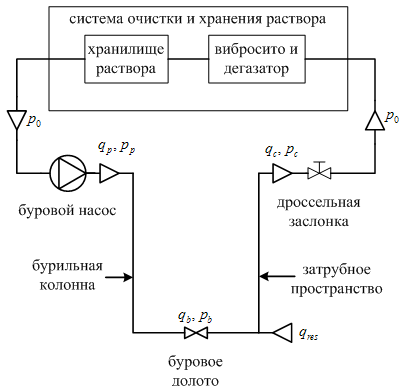 система очистки и хранения раствора
хранилище
раствора
вибросито и
дегазатор
p0
p0
qp, pp
qc, pc
буровой насос
дроссельная
заслонка
бурильная
колонна
затрубное
пространство
qb, pb
qres
буровое
долото